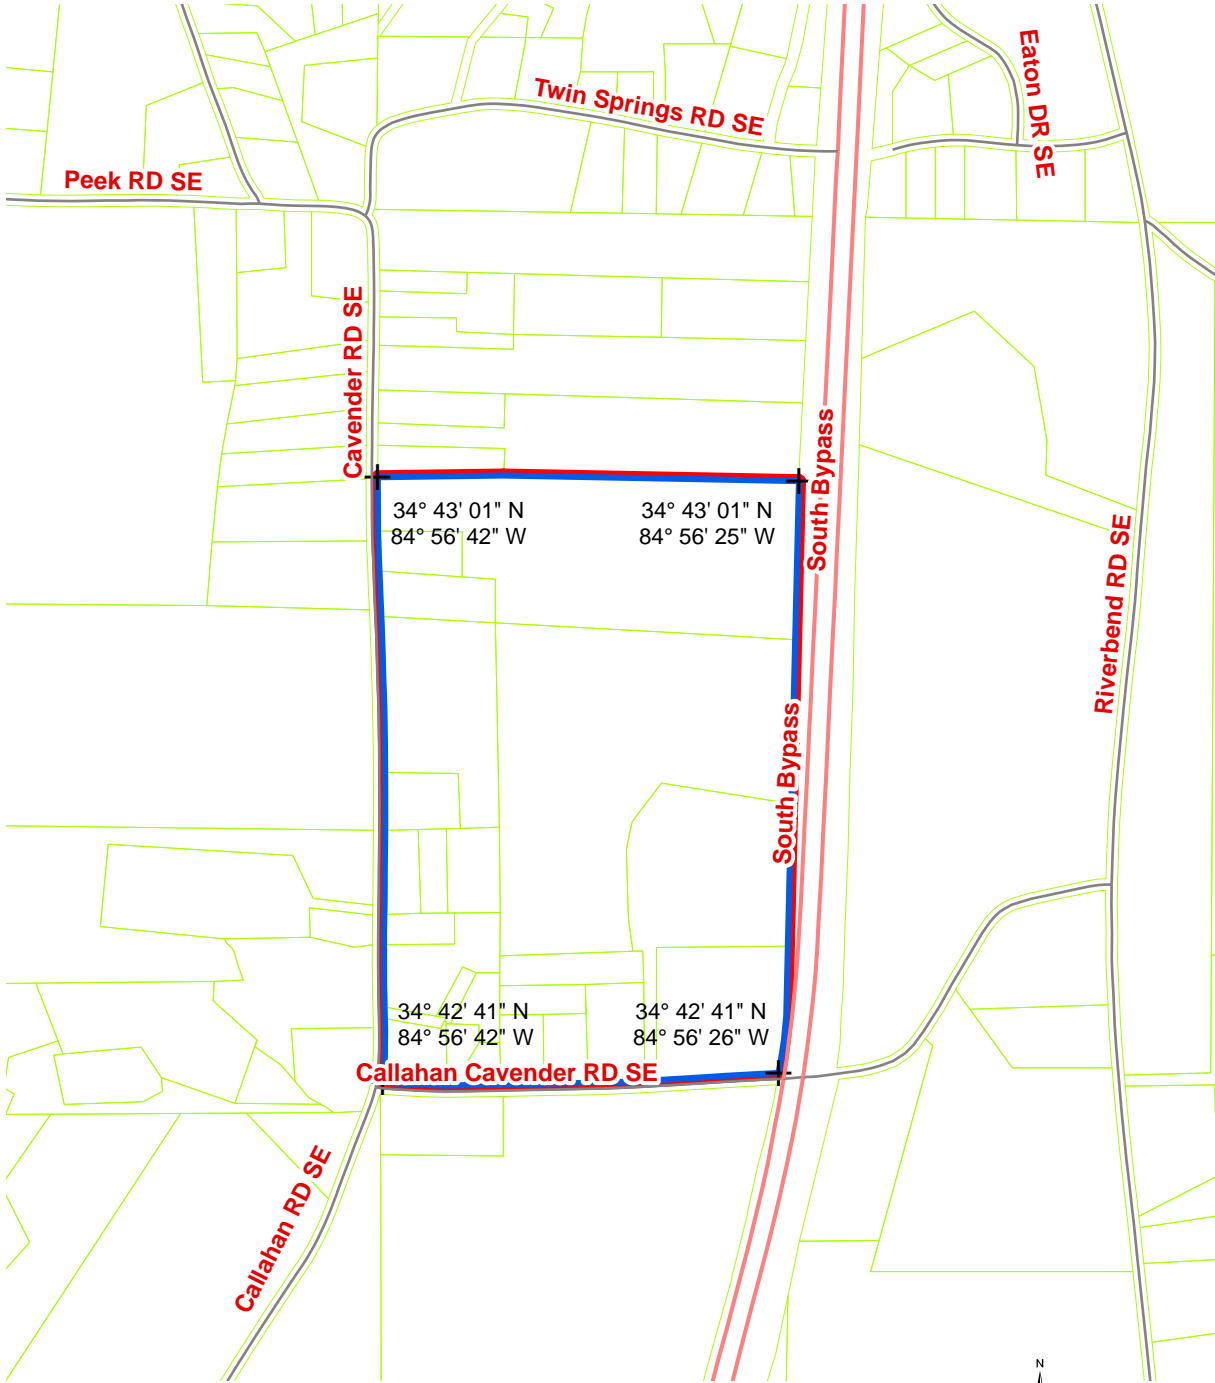 Eaton DR SE
Twin Springs RD SE
Peek RD SE
Cavender RD SE
South Bypass
34° 43' 01" N
84° 56' 42" W
34° 43' 01" N
84° 56' 25" W
Riverbend RD SE
South Bypass
34° 42' 41" N
84° 56' 42" W
34° 42' 41" N
84° 56' 26" W
Callahan Cavender RD SE
Callahan RD SE
N